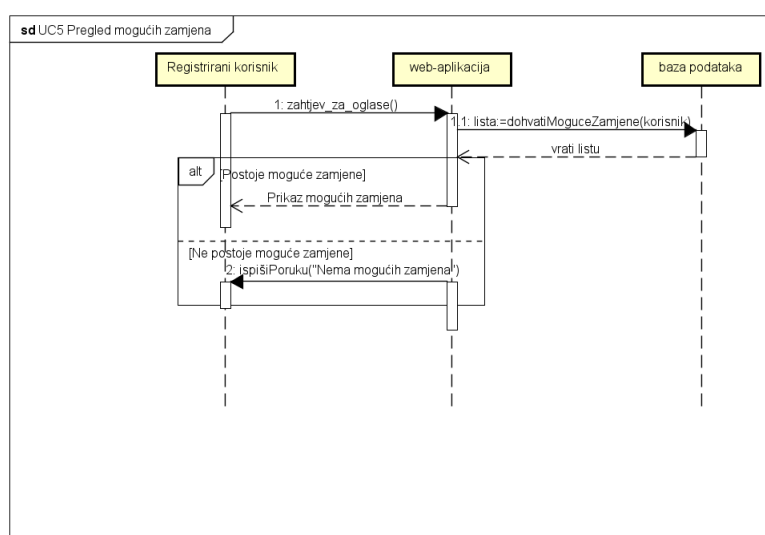 sd UC5 Pregled mogućih zamjena
Registrirani korisnik
web-aplikacija
baza podataka
1: zahtjev_za_oglase()
1.1: lista:=dohvatiMoguceZamjene(korisnik)
vrati listu
alt
[Postoje moguće zamjene]
Prikaz mogućih zamjena
[Ne postoje moguće zamjene]
2: ispišiPoruku("Nema mogućih zamjena")